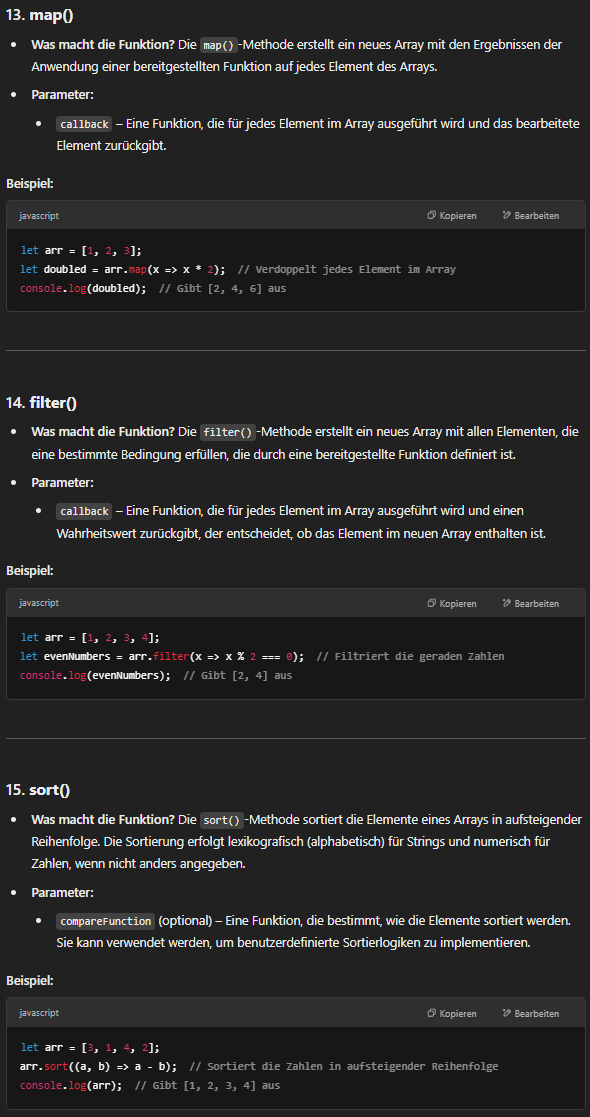 13. map()
• Was macht die Funktion? Die map()-Methode erstellt ein neues Array mit den Ergebnissen der
Anwendung einer bereitgestellten Funktion auf jedes Element des Arrays.
• Parameter:
• callback – Eine Funktion, die für jedes Element im Array ausgeführt wird und das bearbeitete
Element zurückgibt.
Beispiel:
javascript Kopieren Bearbeiten
let arr = [1, 2, 3];
let doubled = arr.map(x => x * 2);  // Verdoppelt jedes Element im Array
console.log(doubled);  // Gibt [2, 4, 6] aus
14. filter()
• Was macht die Funktion? Die filter()-Methode erstellt ein neues Array mit allen Elementen, die
eine bestimmte Bedingung erfüllen, die durch eine bereitgestellte Funktion definiert ist.
• Parameter:
• callback – Eine Funktion, die für jedes Element im Array ausgeführt wird und einen
Wahrheitswert zurückgibt, der entscheidet, ob das Element im neuen Array enthalten ist.
Beispiel:
javascript Kopieren Bearbeiten
let arr = [1, 2, 3, 4];
let evenNumbers = arr.filter(x => x % 2 === 0);  // Filtriert die geraden Zahlen
console.log(evenNumbers);  // Gibt [2, 4] aus
15. sort()
• Was macht die Funktion? Die sort()-Methode sortiert die Elemente eines Arrays in aufsteigender
Reihenfolge. Die Sortierung erfolgt lexikografisch (alphabetisch) für Strings und numerisch für
Zahlen, wenn nicht anders angegeben.
• Parameter:
• compareFunction (optional) – Eine Funktion, die bestimmt, wie die Elemente sortiert werden.
Sie kann verwendet werden, um benutzerdefinierte Sortierlogiken zu implementieren.
Beispiel:
javascript Kopieren Bearbeiten
let arr = [3, 1, 4, 2];
arr.sort((a, b) => a - b);  // Sortiert die Zahlen in aufsteigender Reihenfolge
console.log(arr);  // Gibt [1, 2, 3, 4] aus